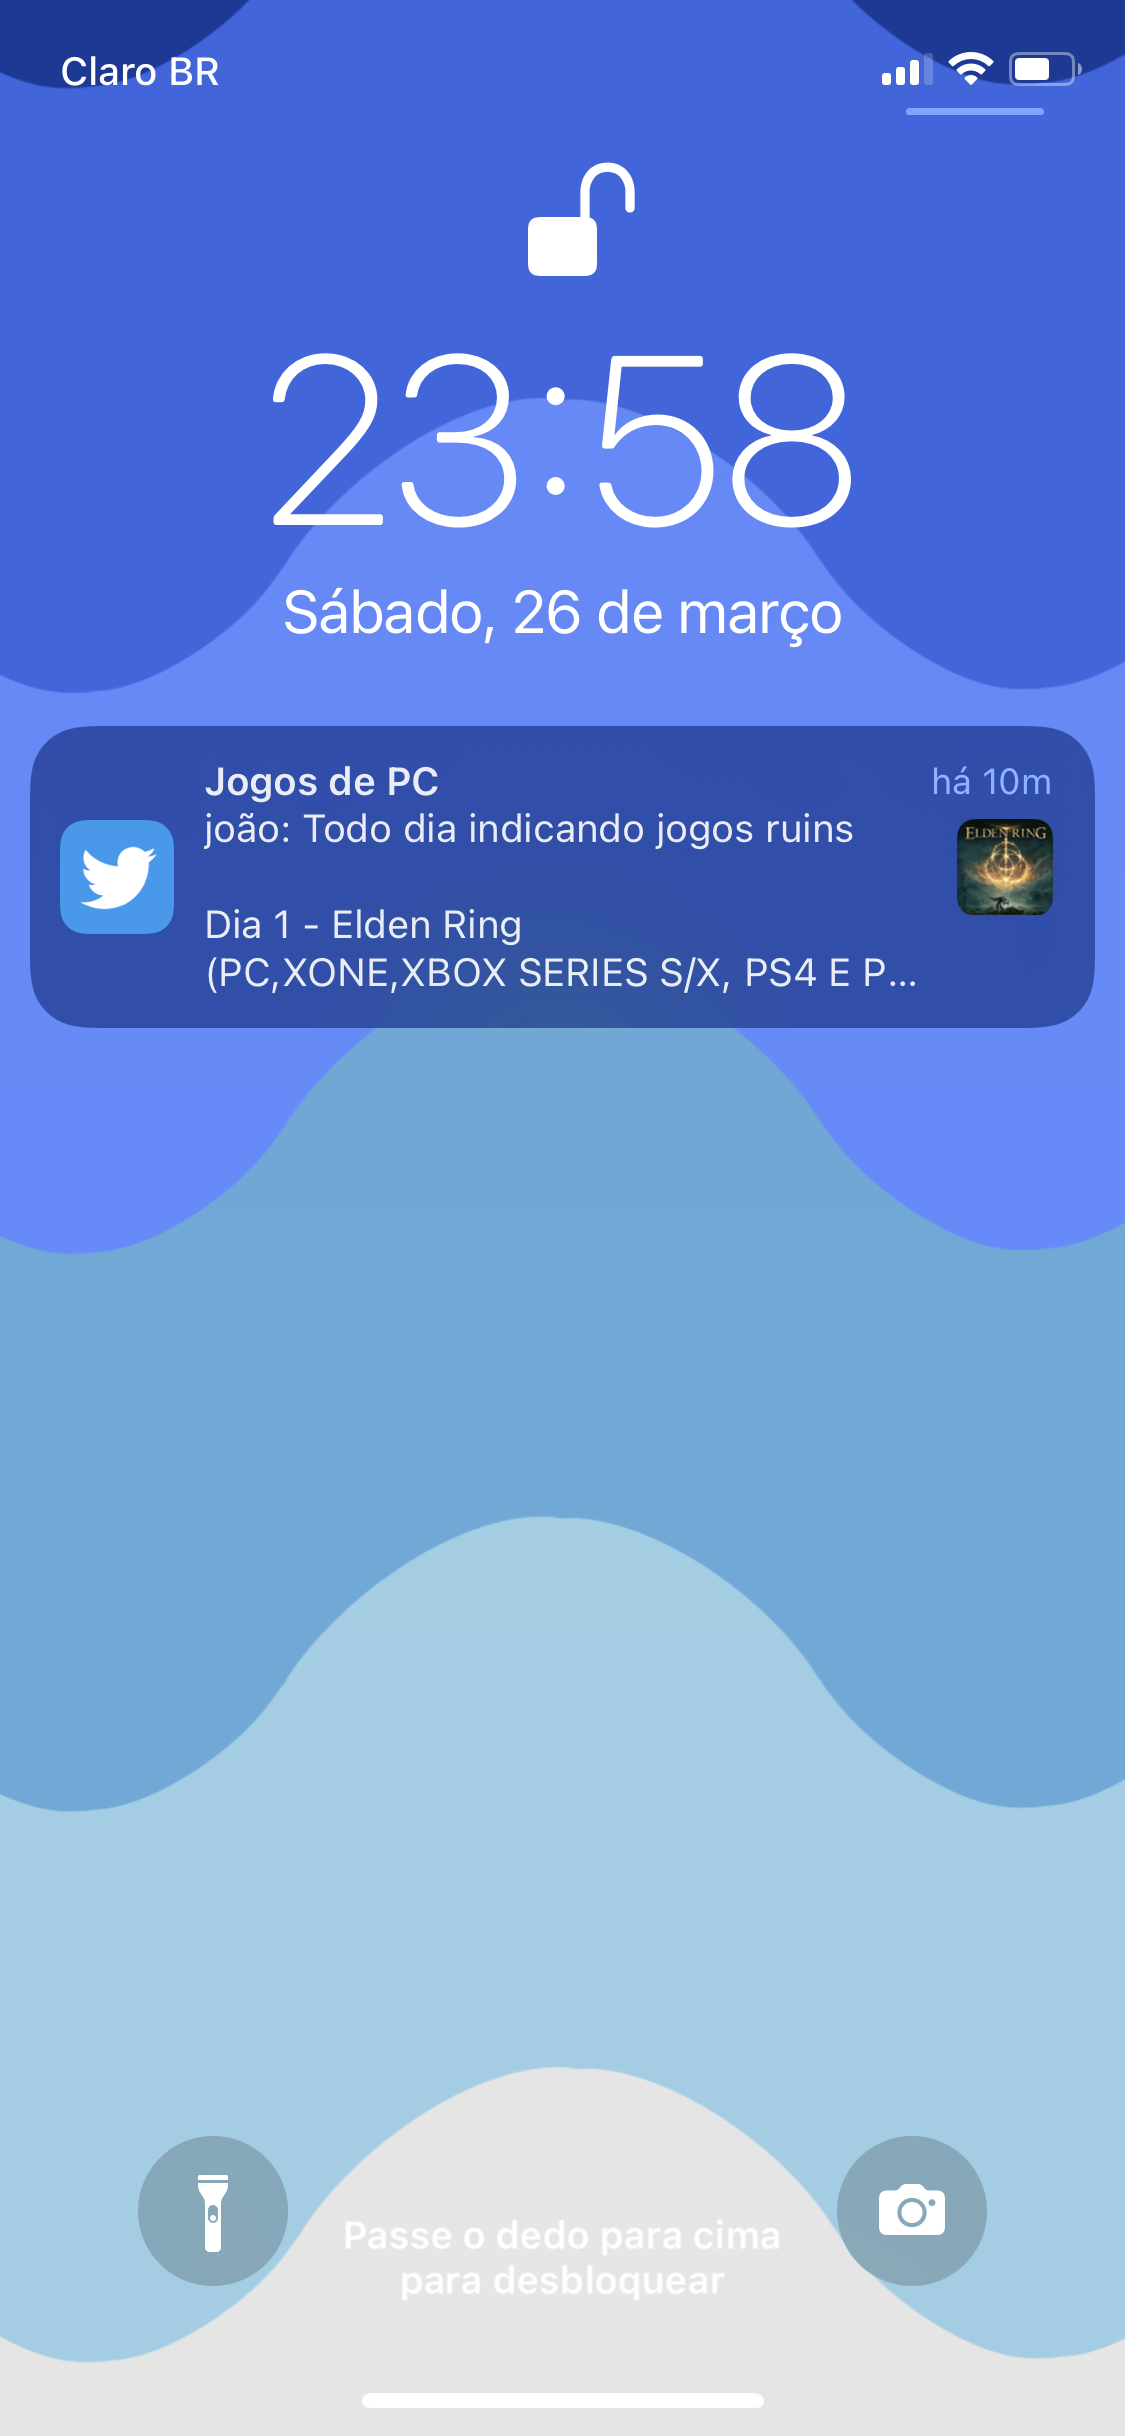 Claro BR
23:58
Sábado, 26 de março
Jogos de PC
há 10m
joão: Todo dia indicando jogos ruins
ELDEN RING
Dia 1 - Elden Ring
(PC,XONE,XBOX SERIES S/X, PS4 E P...
Passe o dedo para cima
para desbloquear